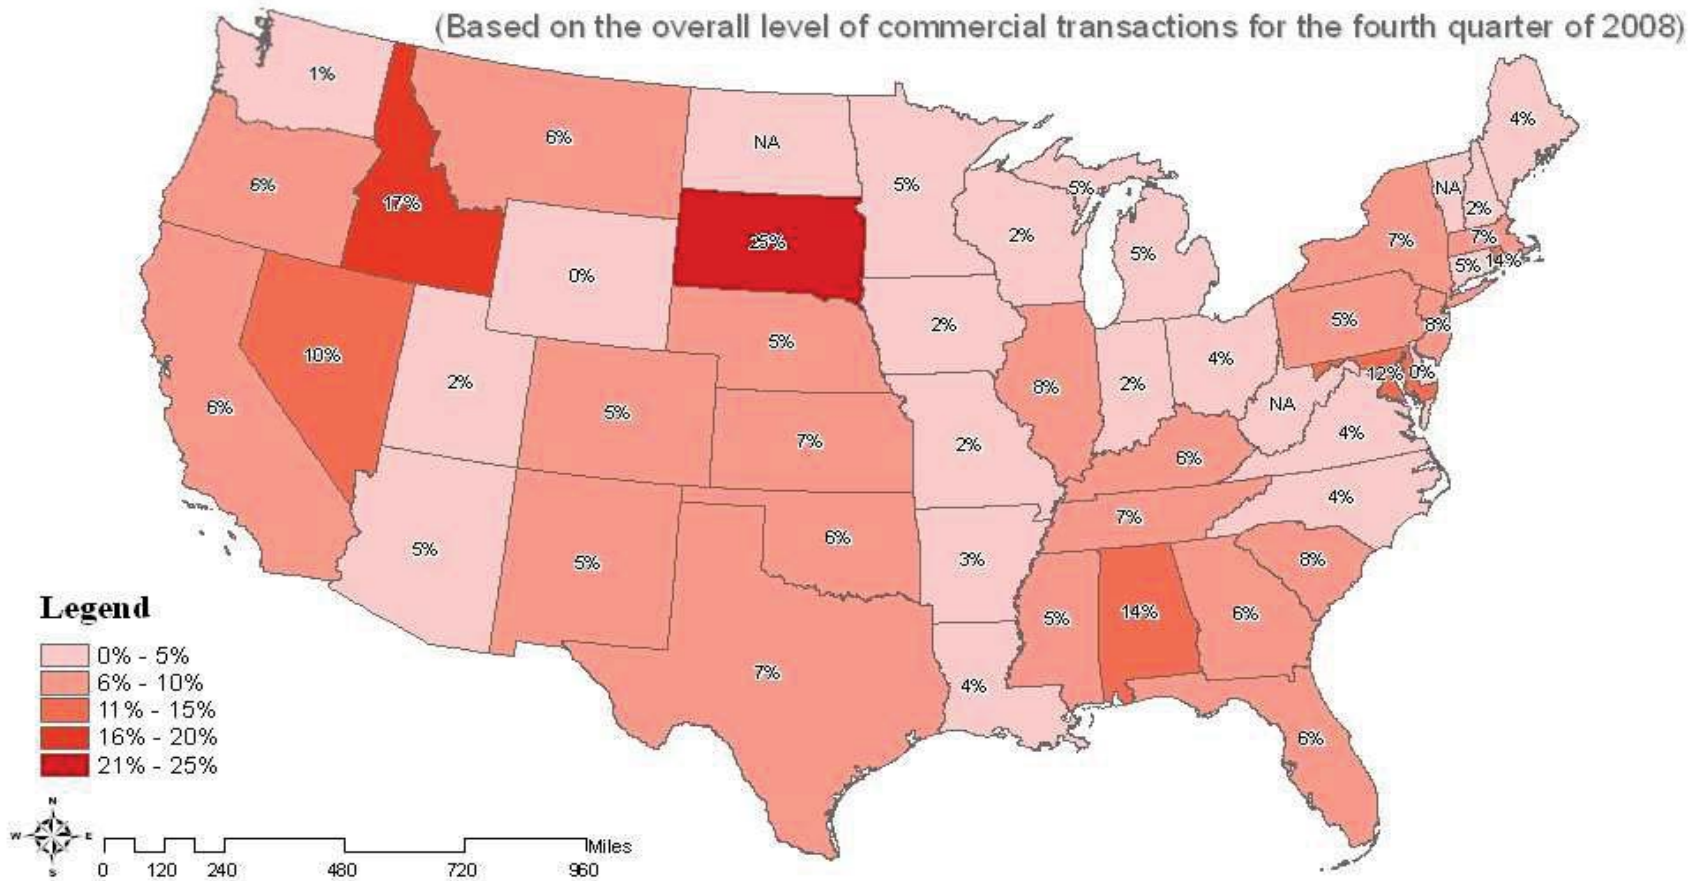 (Based on the overall level of commercial transactions for the fourth quarter of 2008)
1%
6%
NA
5%
4%
6%
17%
25%
0%
5%
2%
5%
NA
2%
7%
7%
5%
14%
10%
2%
5%
2%
5%
8%
6%
5%
7%
2%
8%
2%
4%
12%
0%
NA
4%
6%
4%
5%
5%
6%
3%
7%
8%
5%
14%
6%
7%
4%
6%
Legend
0% - 5%
6% - 10%
11% - 15%
16% - 20%
21% - 25%
N
W
E
S
Miles
0 120 240 480 720 960